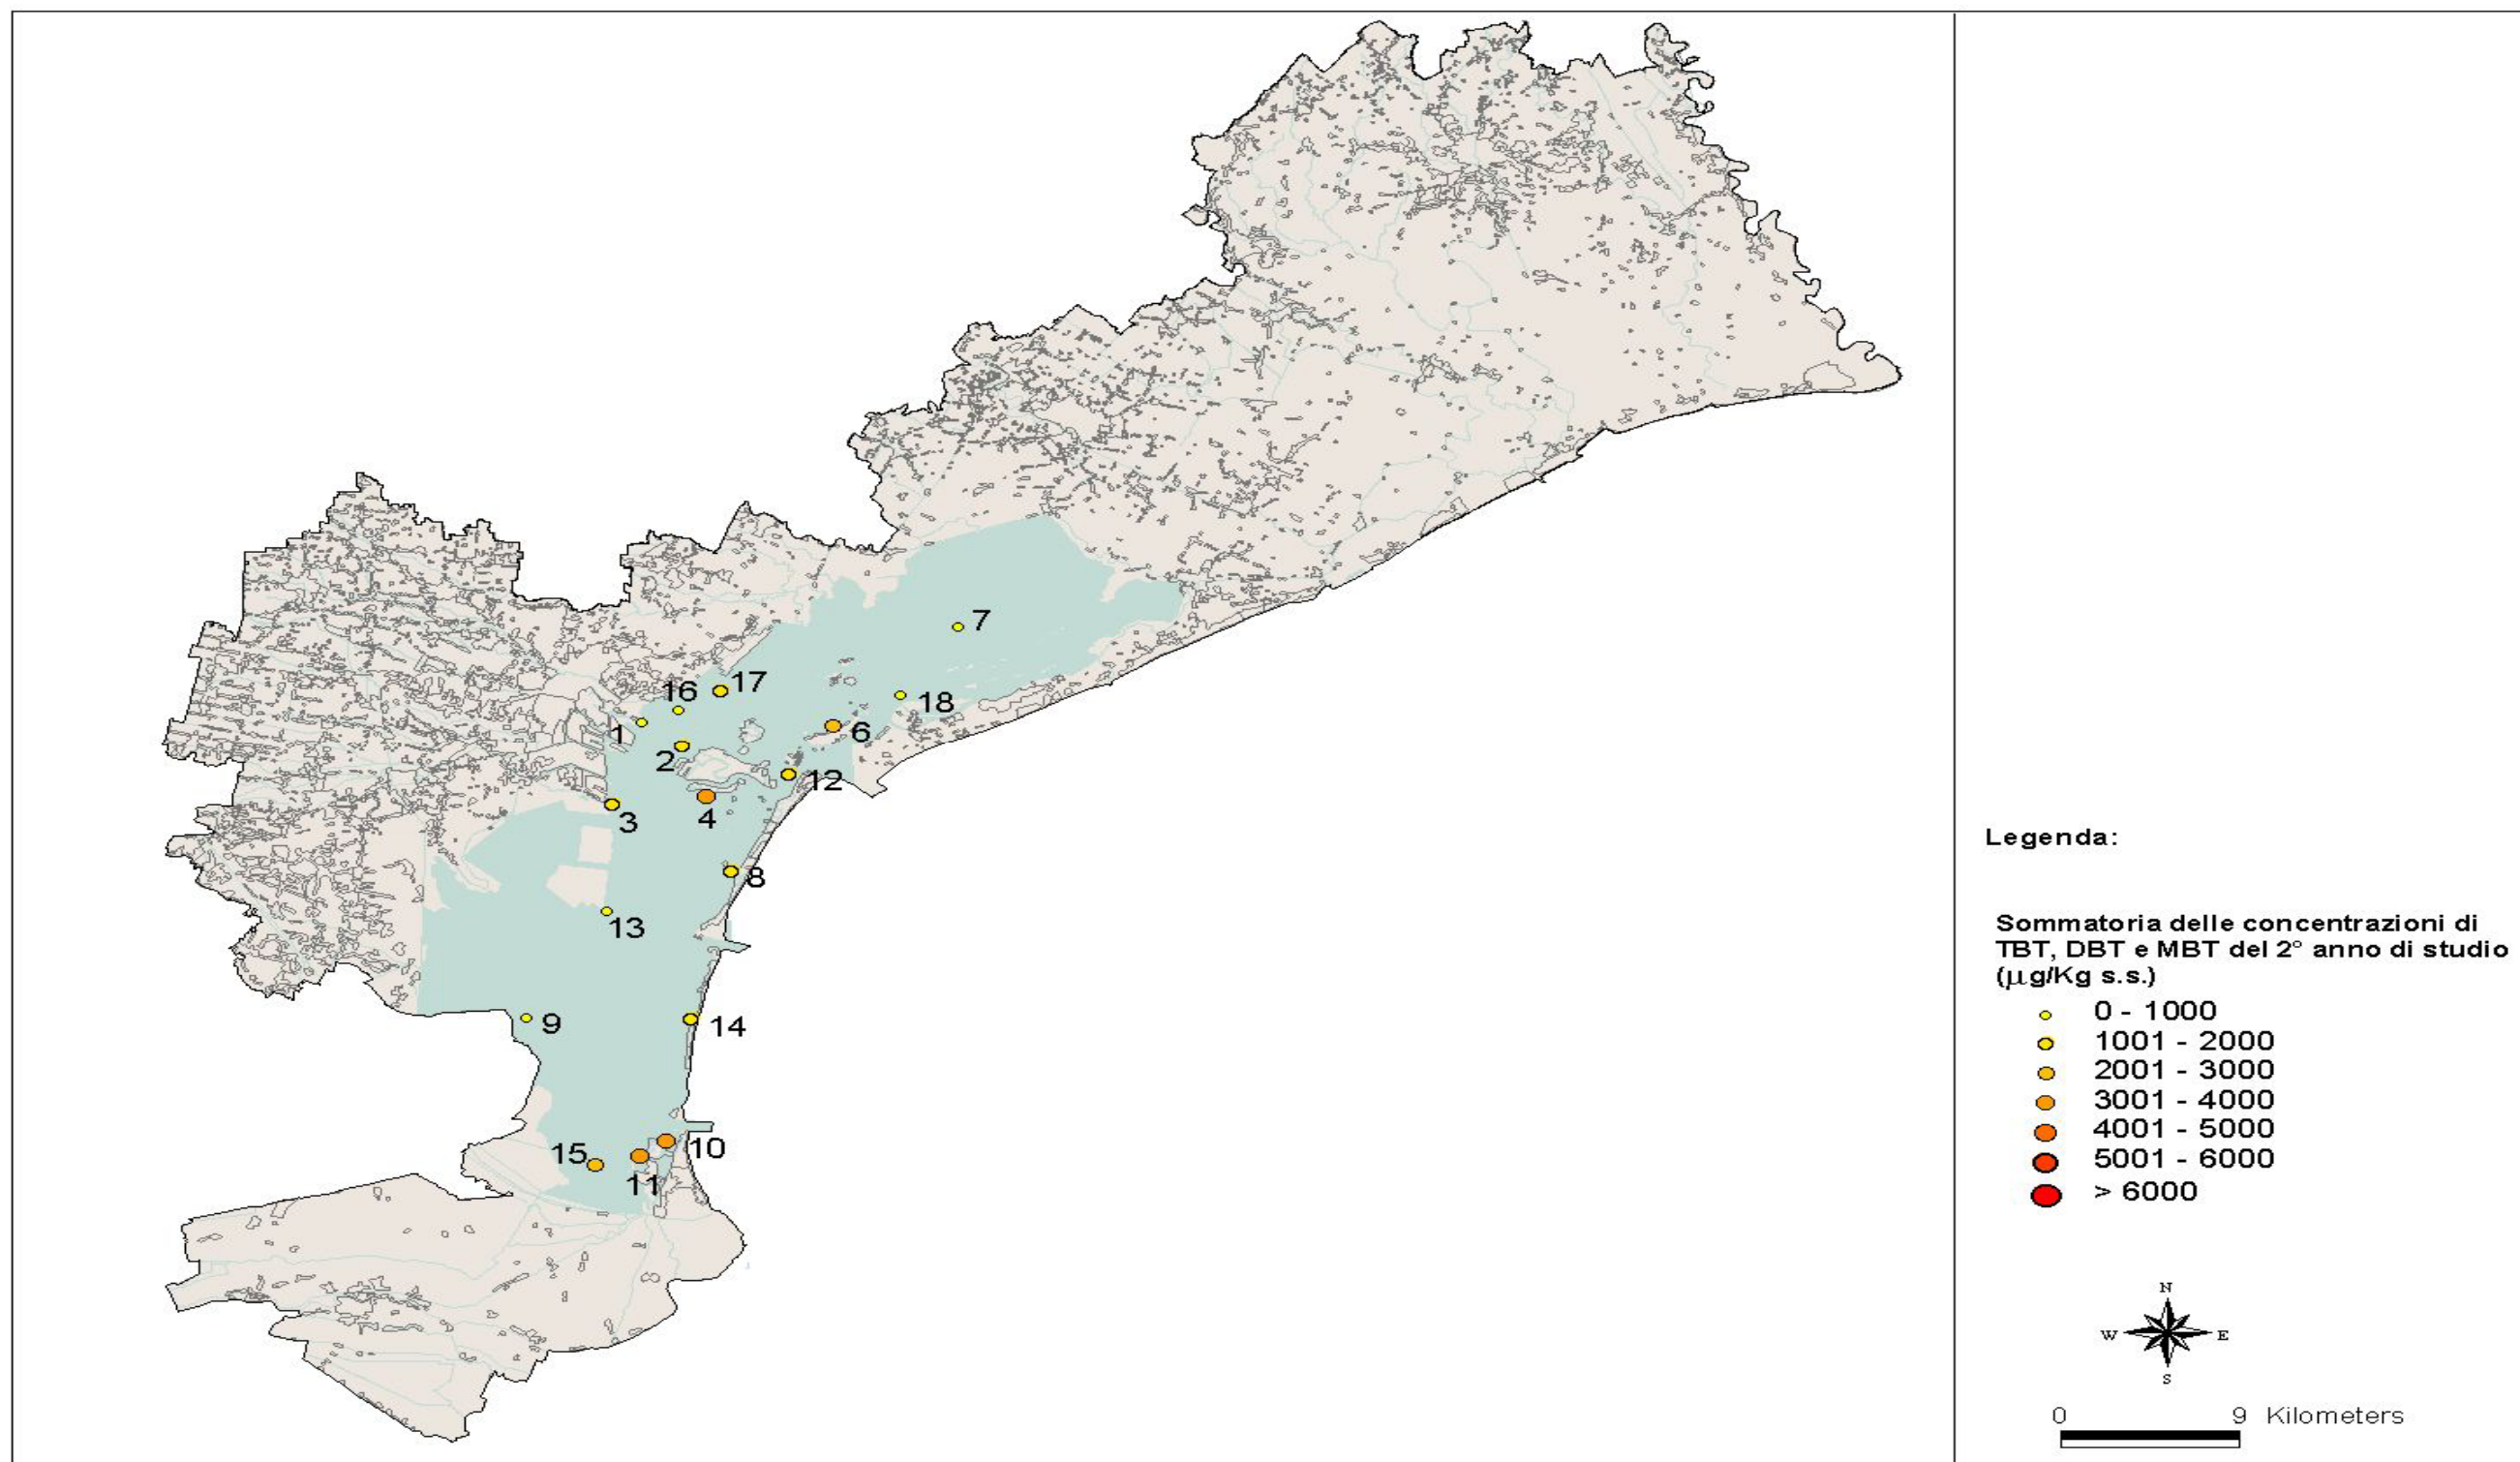 7
17
16
18
1
6
2
12
3
4
8
13
9
14
15
10
11
Legenda:
Sommatoria delle concentrazioni di
TBT, DBT e MBT del 2° anno di studio
(µg/Kg s.s.)
0 - 1000
1001 - 2000
2001 - 3000
3001 - 4000
4001 - 5000
5001 - 6000
> 6000
N
W E
S
0 9 Kilometers